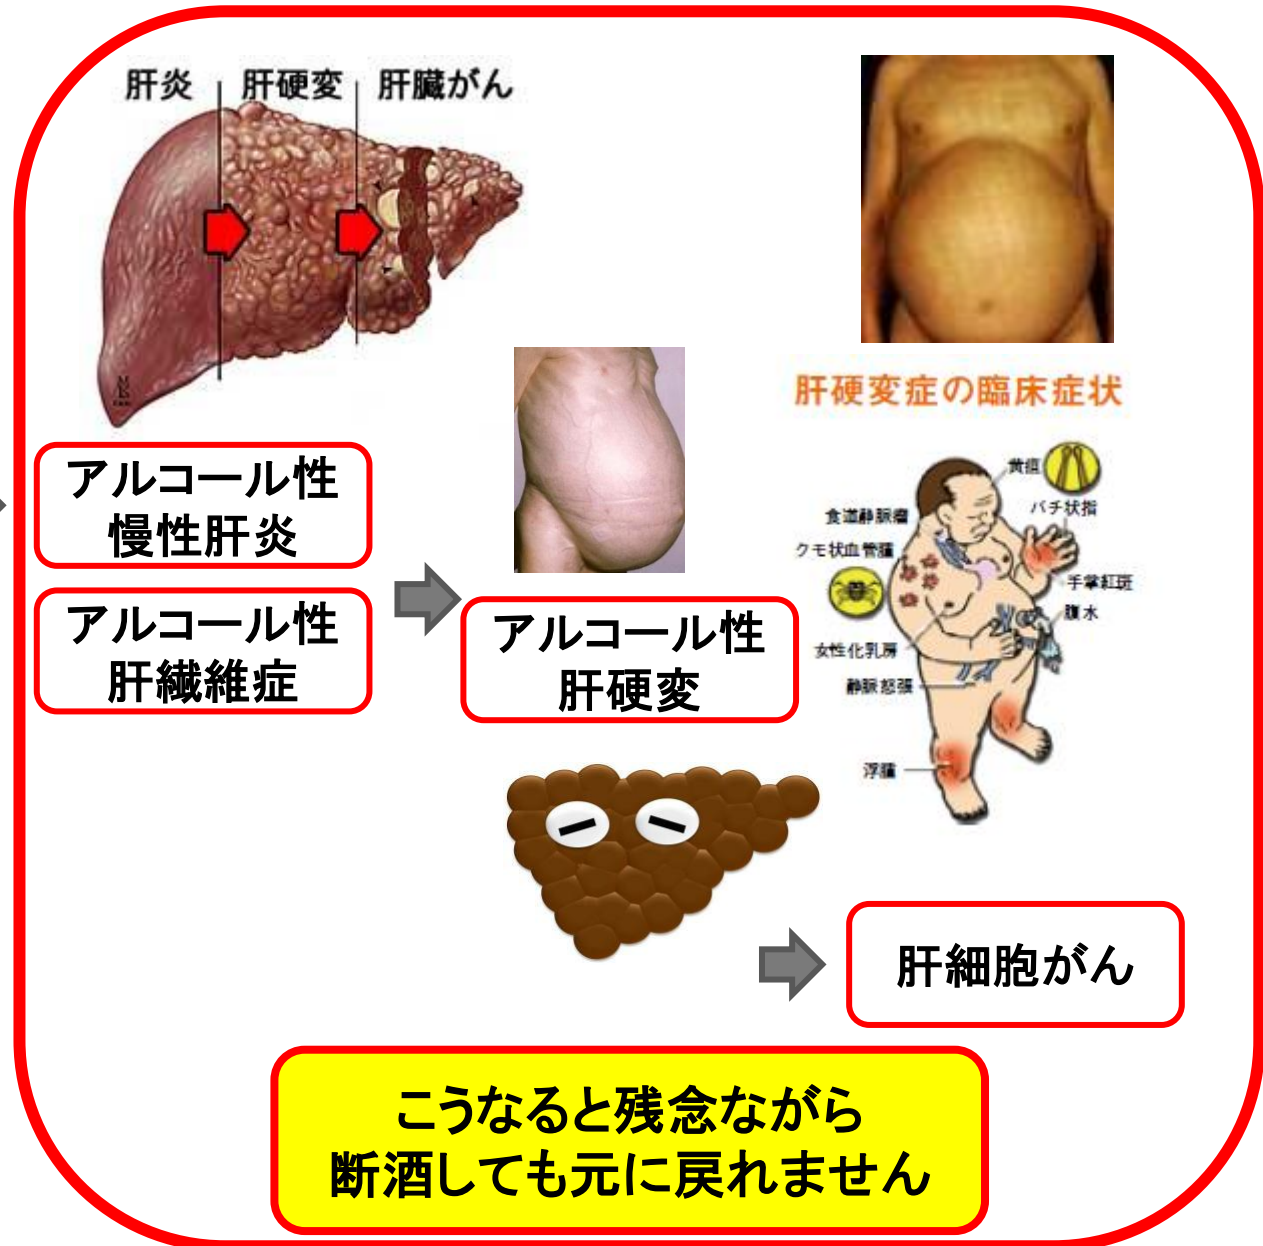 肝炎
肝硬変
肝臓がん
アルコール性
慢性肝炎
アルコール性
肝繊維症
アルコール性
肝硬変
肝硬変症の臨床症状
黄疸
バチ状指
食道静脈瘤
クモ状血管腫
手掌紅斑
腹水
女性化乳房
静脈怒張
浮腫
肝細胞がん
こうなると残念ながら
断酒しても元に戻れません